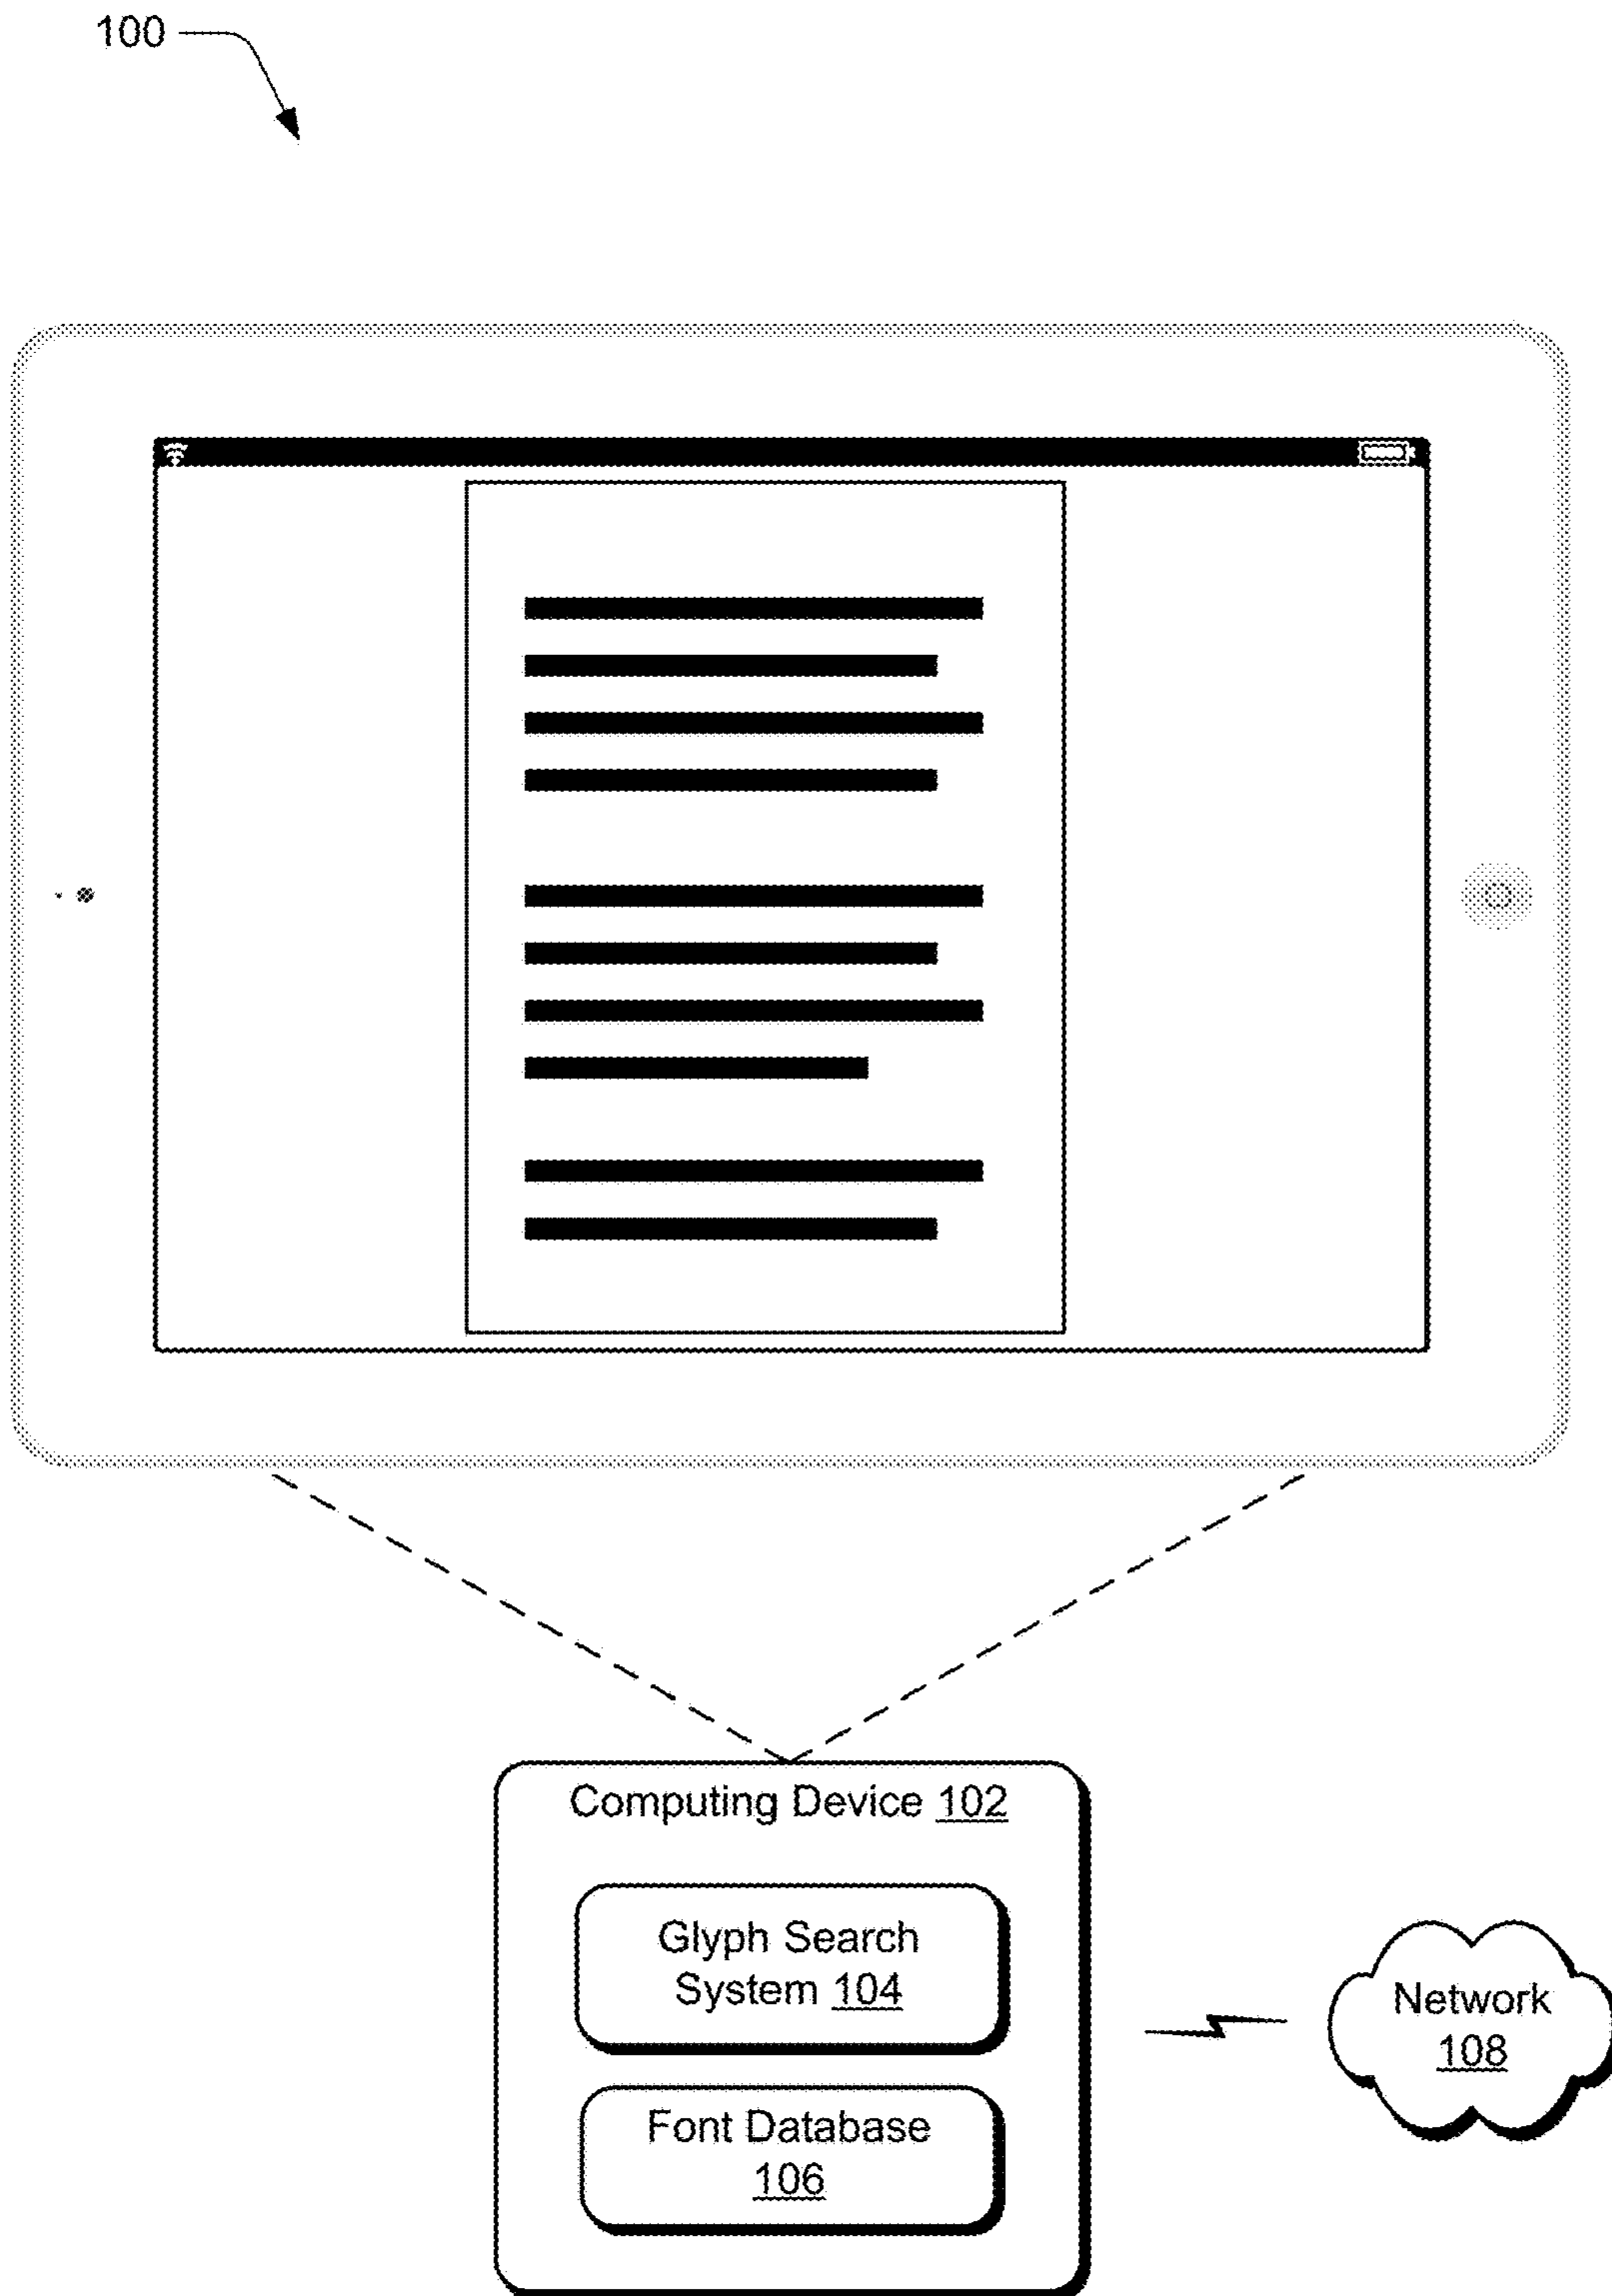 100
Computing Device 102
Glyph Search
System 104
Network
108
Font Database
106